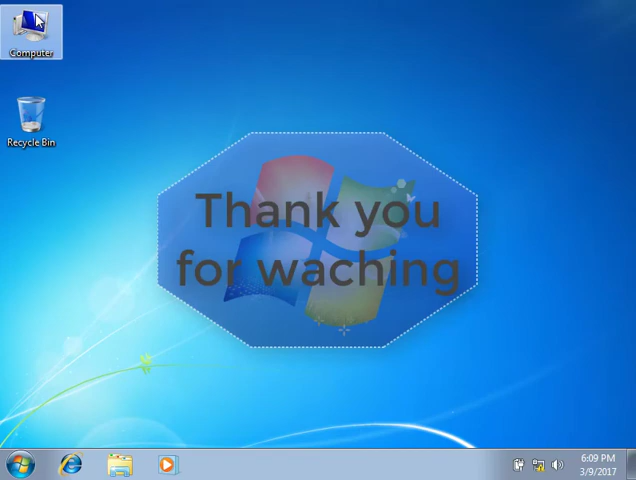 Computer
Recycle Bin
Thank you
for waching
6:09 PM
3/9/2017